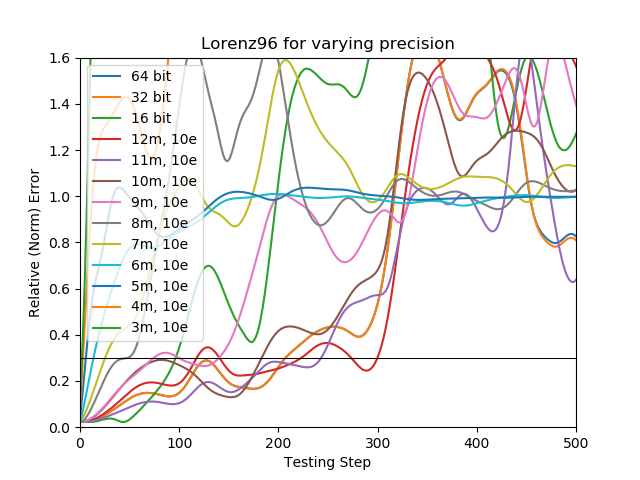 Lorenz96 for varying precision
1.6
1.4
1.2
1.0
0.8
0.6
0.4
0.2
0.0
Relative (Norm) Error
64 bit
32 bit
16 bit
12m, 10e
11m, 10e
10m, 10e
9m, 10e
8m, 10e
7m, 10e
6m, 10e
5m, 10e
4m, 10e
3m, 10e
0 100 200 300 400 500
Testing Step